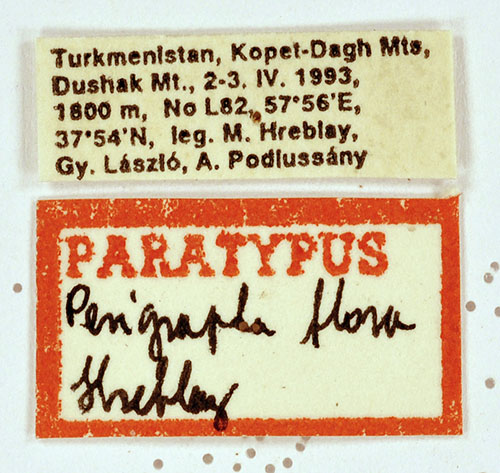 Turkmenistan, Kopet-Dagh Mts,
Dushak Mt., 2-3. IV. 1993,
1800 m, No L82, 57°56'E,
37°54'N, leg. M. Hreblay,
Gy. László, A. Podlussány
PARATYPUS
Perigrapha flora
Hreblay